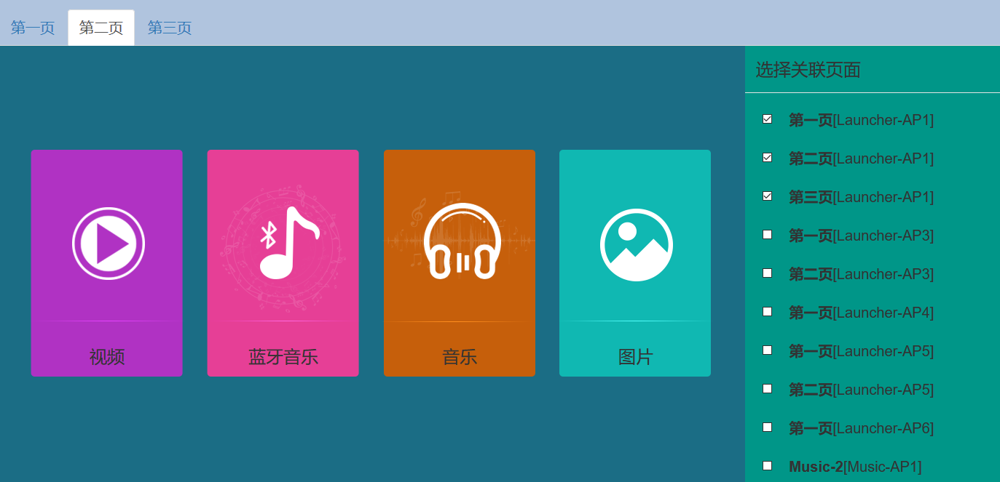 第一页 第二页 第三页
选择关联页面
第一页[Launcher-AP1]
第二页[Launcher-AP1]
第三页[Launcher-AP1]
第一页[Launcher-AP3]
第二页[Launcher-AP3]
第一页[Launcher-AP4]
第一页[Launcher-AP5]
第二页[Launcher-AP5]
第一页[Launcher-AP6]
Music-2[Music-AP1]
视频 蓝牙音乐 音乐 图片